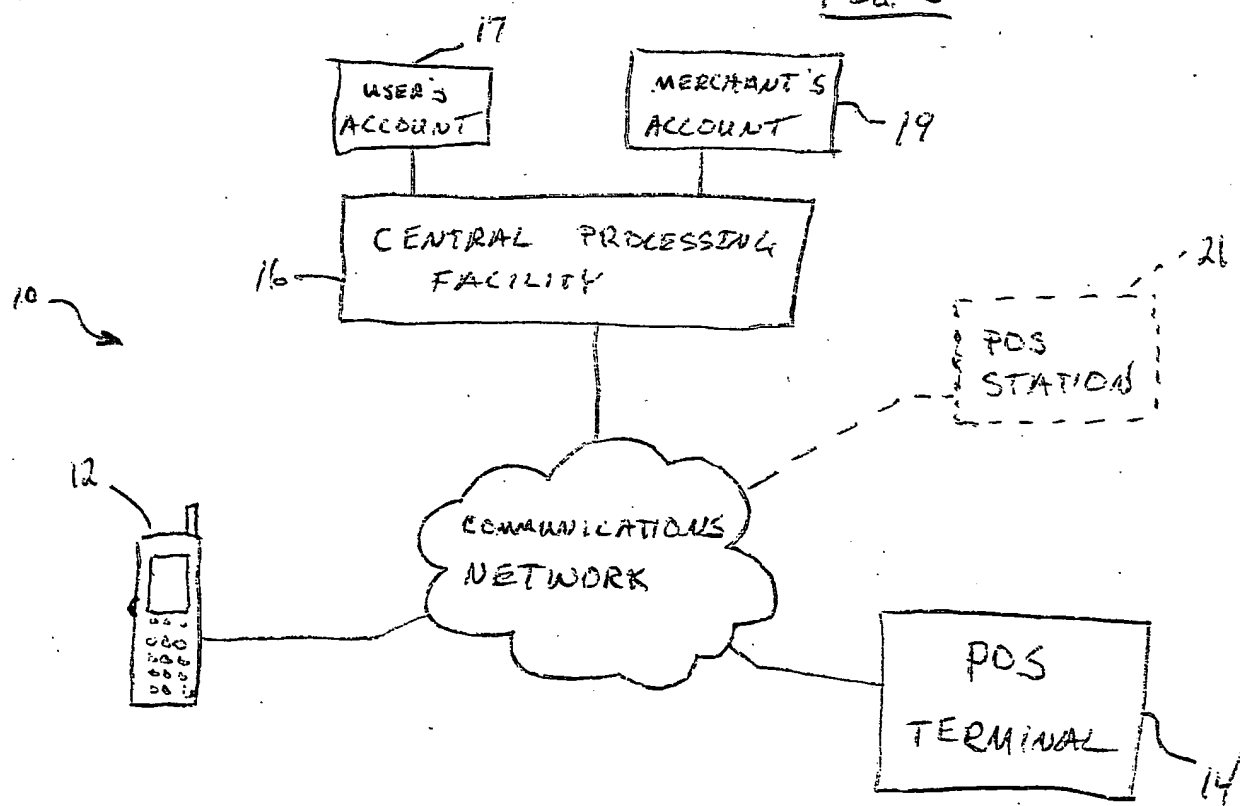 17
USER'S
ACCOUNT
MERCHANT'S
ACCOUNT
19
CENTRAL PROCESSING
FACILITY
16
10
21
POS
STATION
12
COMMUNICATIONS
NETWORK
POS
TERMINAL
14